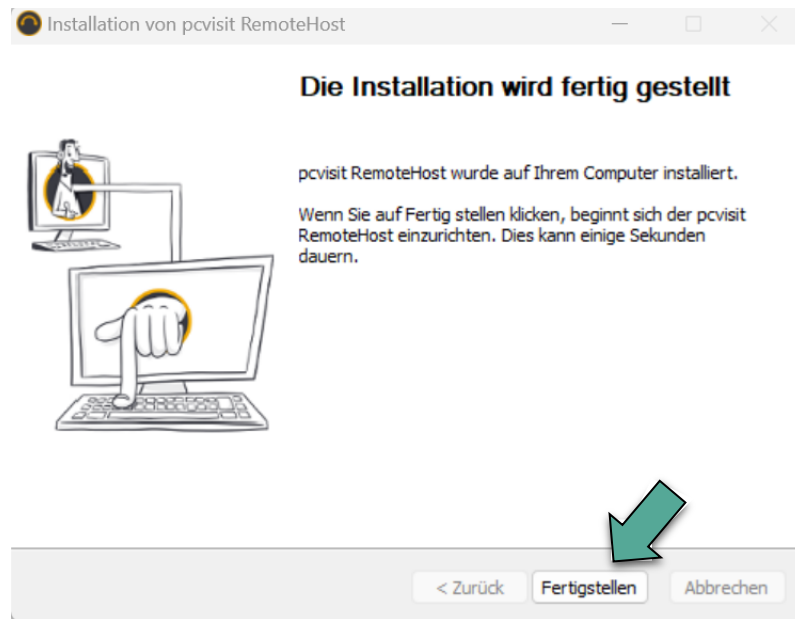 Installation von pcvisit RemoteHost
Die Installation wird fertig gestellt
pcvisit RemoteHost wurde auf Ihrem Computer installiert.
Wenn Sie auf Fertig stellen klicken, beginnt sich der pcvisit
RemoteHost einzurichten. Dies kann einige Sekunden
dauern.
< Zurück
Fertigstellen
Abbrechen